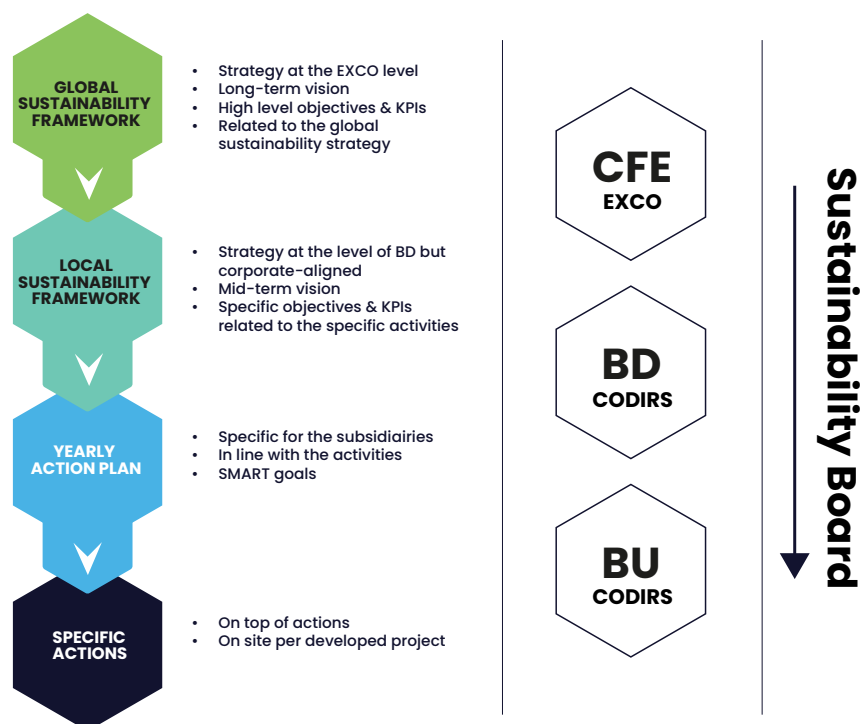 GLOBAL
SUSTAINABILITY
FRAMEWORK
• Strategy at the EXCO level
• Long-term vision
• High level objectives & KPIs
• Related to the global
sustainability strategy
LOCAL
SUSTAINABILITY
FRAMEWORK
• Strategy at the level of BD but
corporate-aligned
• Mid-term vision
• Specific objectives & KPIs
related to the specific activities
YEARLY
ACTION PLAN
• Specific for the subsidiairies
• In line with the activities
• SMART goals
SPECIFIC
ACTIONS
• On top of actions
• On site per developed project
CFE
EXCO
BD
CODIRS
BU
CODIRS
Sustainability Board